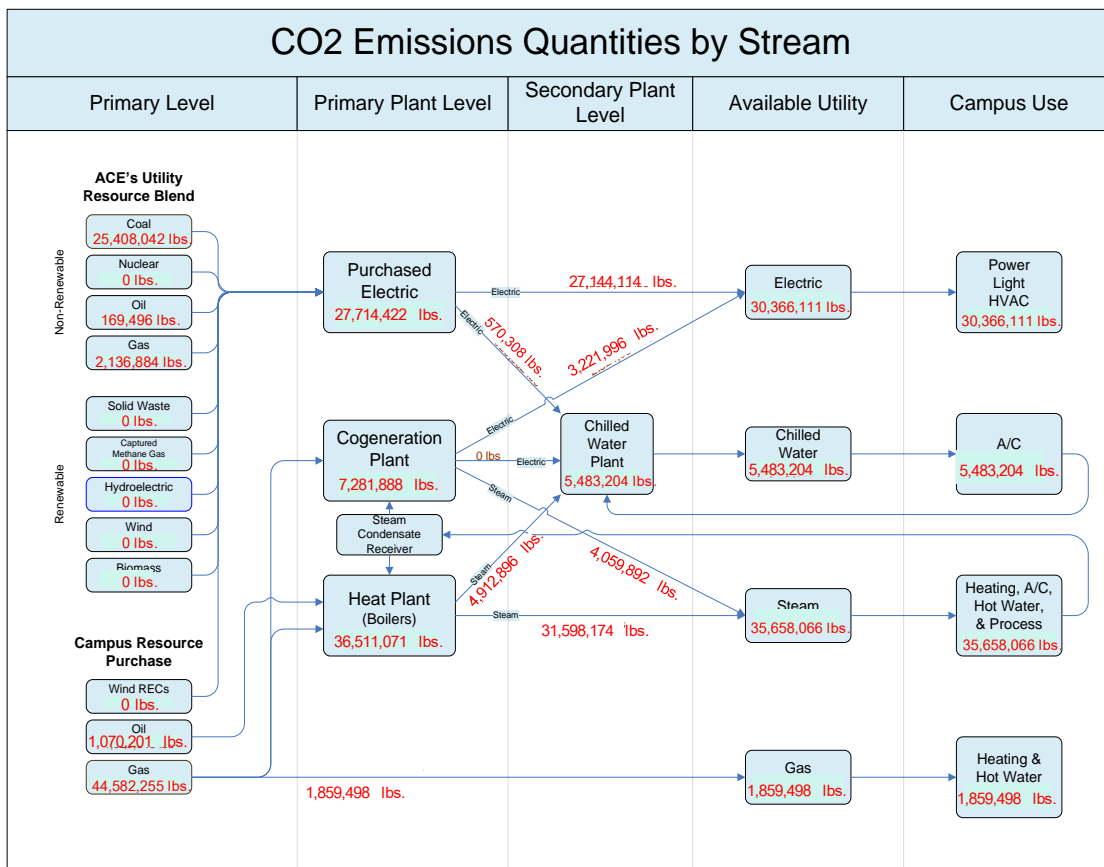 CO2 Emissions Quantities by Stream
Primary Level
Primary Plant Level
Secondary Plant
Level
Available Utility
Campus Use
ACE's Utility
Resource Blend
Non-Renewable
Coal
25,408,042 lbs.
Nuclear
0 lbs.
Oil
169,496 lbs.
Gas
2,136,884 lbs.
Renewable
Solid Waste
0 lbs.
Captured
Methane Gas
0 lbs.
Hydroelectric
0 lbs.
Wind
0 lbs.
Biomass
0 lbs.
Campus Resource
Purchase
Wind RECs
0 lbs.
Oil
1,070,201 lbs.
Gas
44,582,255 lbs.
Purchased
Electric
27,714,422 lbs.
Cogeneration
Plant
7,281,888 lbs.
Steam
Condensate
Receiver
Heat Plant
(Boilers)
36,511,071 lbs.
Electric
27,144,114 lbs.
Electric
570,308 lbs.
Electric
3,221,996 lbs.
0 lbs
Electric
Steam
4,059,892 lbs.
Steam
4,912,896 lbs.
Steam
31,598,174 lbs.
1,859,498 lbs.
Chilled
Water
Plant
5,483,204 lbs.
Electric
30,366,111 lbs.
Chilled
Water
5,483,204 lbs.
Steam
35,658,066 lbs.
Gas
1,859,498 lbs.
Power
Light
HVAC
30,366,111 lbs.
A/C
5,483,204 lbs.
Heating, A/C,
Hot Water,
& Process
35,658,066 lbs.
Heating &
Hot Water
1,859,498 lbs.